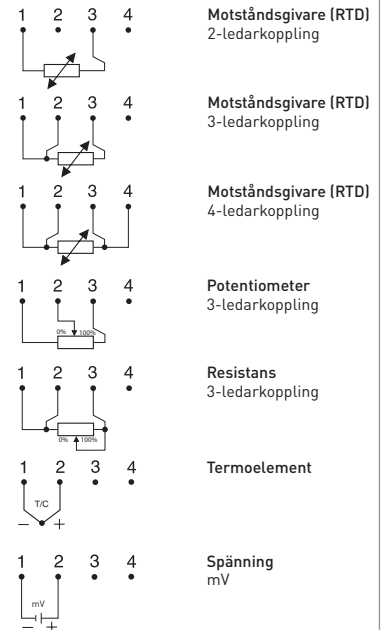 1 2 3 4
Motståndsgivare (RTD)
2-ledarkoppling
1 2 3 4
Motståndsgivare (RTD)
3-ledarkoppling
1 2 3 4
Motståndsgivare (RTD)
4-ledarkoppling
1 2 3 4
Potentiometer
3-ledarkoppling
0% 100%
1 2 3 4
Resistans
3-ledarkoppling
0% 100%
1 2 3 4
Termoelement
T/C
– +
1 2 3 4
Spänning
mV
mV
– +